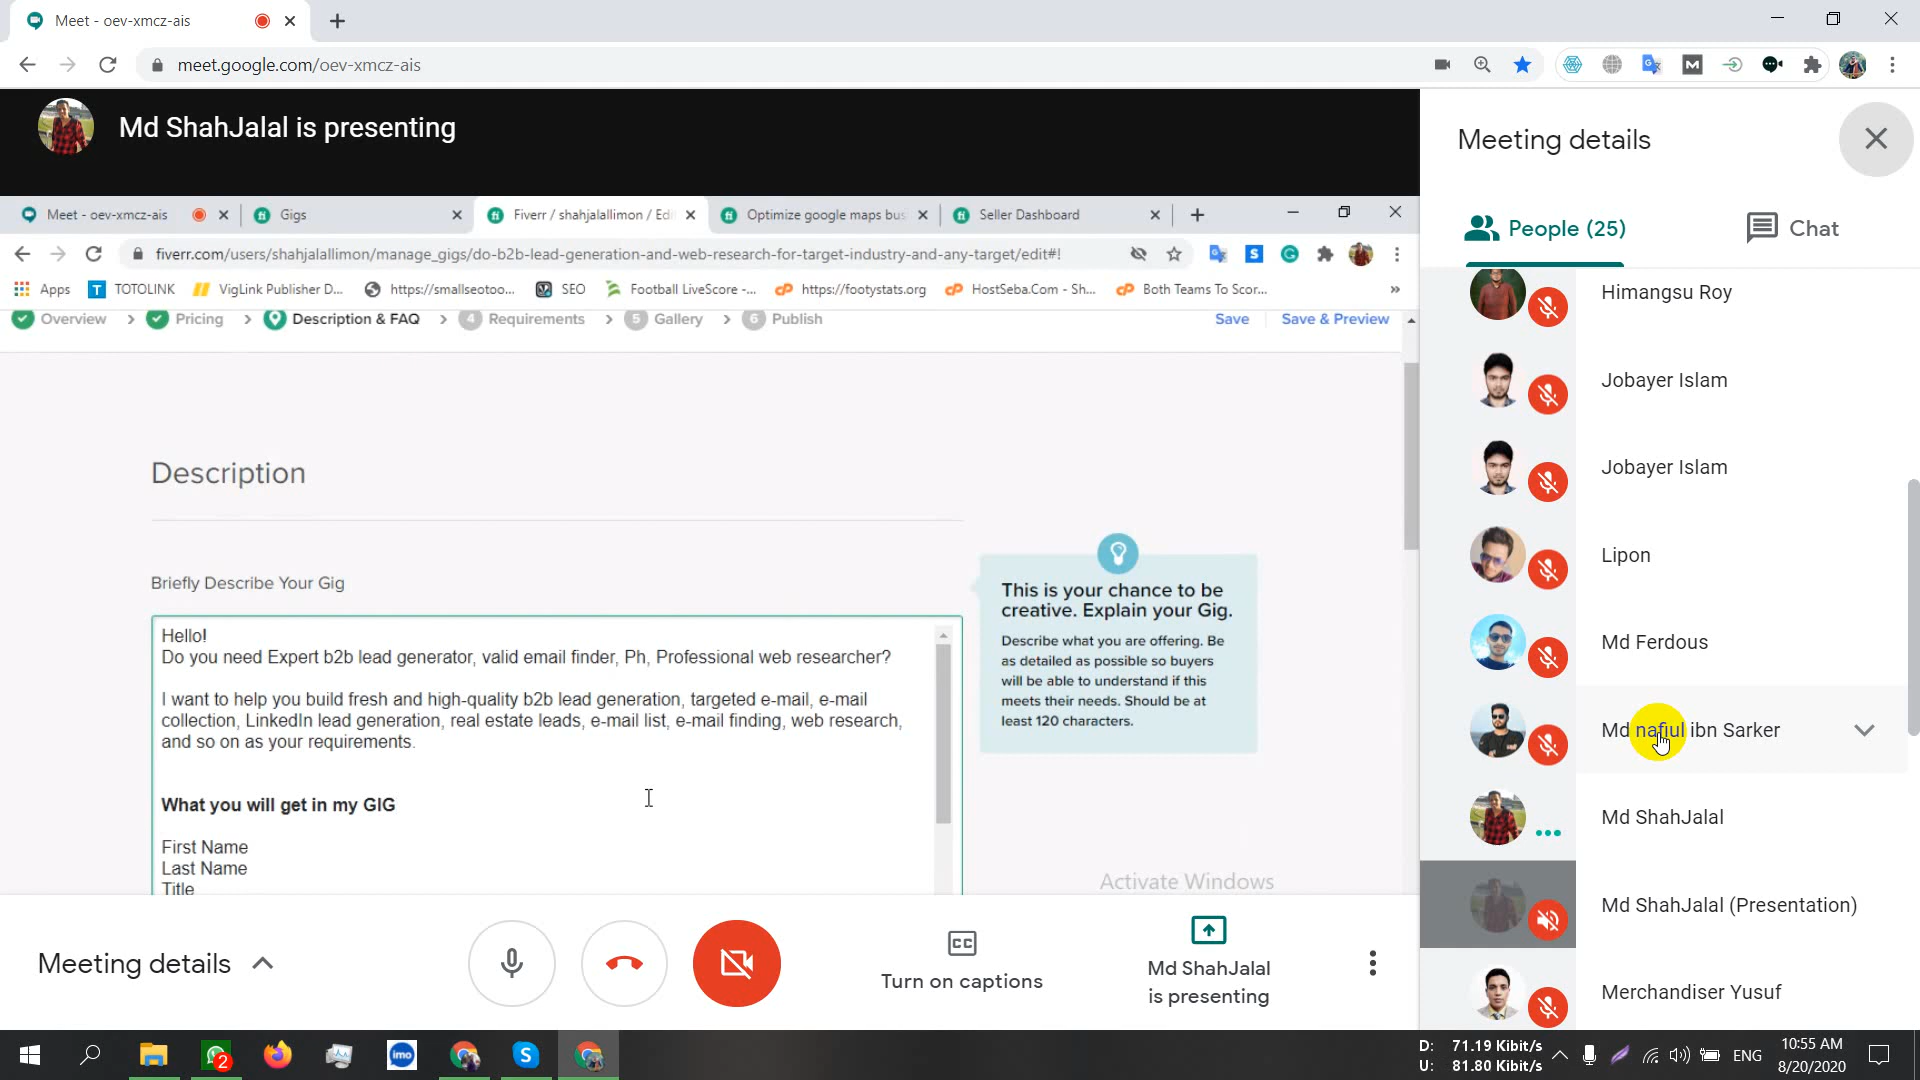 Meet - oev-xmcz-ais
meet.google.com/oev-xmcz-ais
Md ShahJalal is presenting
Meet - oev-xmcz-ais
Gigs
Fiverr / shahjalallimon / Edi
Optimize google maps bus
Seller Dashboard
fiverr.com/users/shahjalallimon/manage_gigs/do-b2b-lead-generation-and-web-research-for-target-industry-and-any-target/edit#!
Apps
TOTOLINK
VigLink Publisher D...
https://smallseotoo...
SEO
Football LiveScore -...
https://footystats.org
HostSeba.Com - Sh...
Both Teams To Scor...
»
Overview
Pricing
Description & FAQ
4 Requirements
5 Gallery
6 Publish
Save
Save & Preview
Description
Briefly Describe Your Gig
Hello!
Do you need Expert b2b lead generator, valid email finder, Ph, Professional web researcher?
I want to help you build fresh and high-quality b2b lead generation, targeted e-mail, e-mail
collection, LinkedIn lead generation, real estate leads, e-mail list, e-mail finding, web research,
and so on as your requirements.
What you will get in my GIG
First Name
Last Name
Title
This is your chance to be
creative. Explain your Gig.
Describe what you are offering. Be
as detailed as possible so buyers
will be able to understand if this
meets their needs. Should be at
least 120 characters.
Activate Windows
Meeting details
People (25)
Chat
Himangsu Roy
Jobayer Islam
Jobayer Islam
Lipon
Md Ferdous
Md nafiul ibn Sarker
Md ShahJalal
Md ShahJalal (Presentation)
Merchandiser Yusuf
Meeting details
CC
Turn on captions
Md ShahJalal
is presenting
2
imo
S
D: 71.19 Kibit/s
U: 81.80 Kibit/s
ENG
10:55 AM
8/20/2020